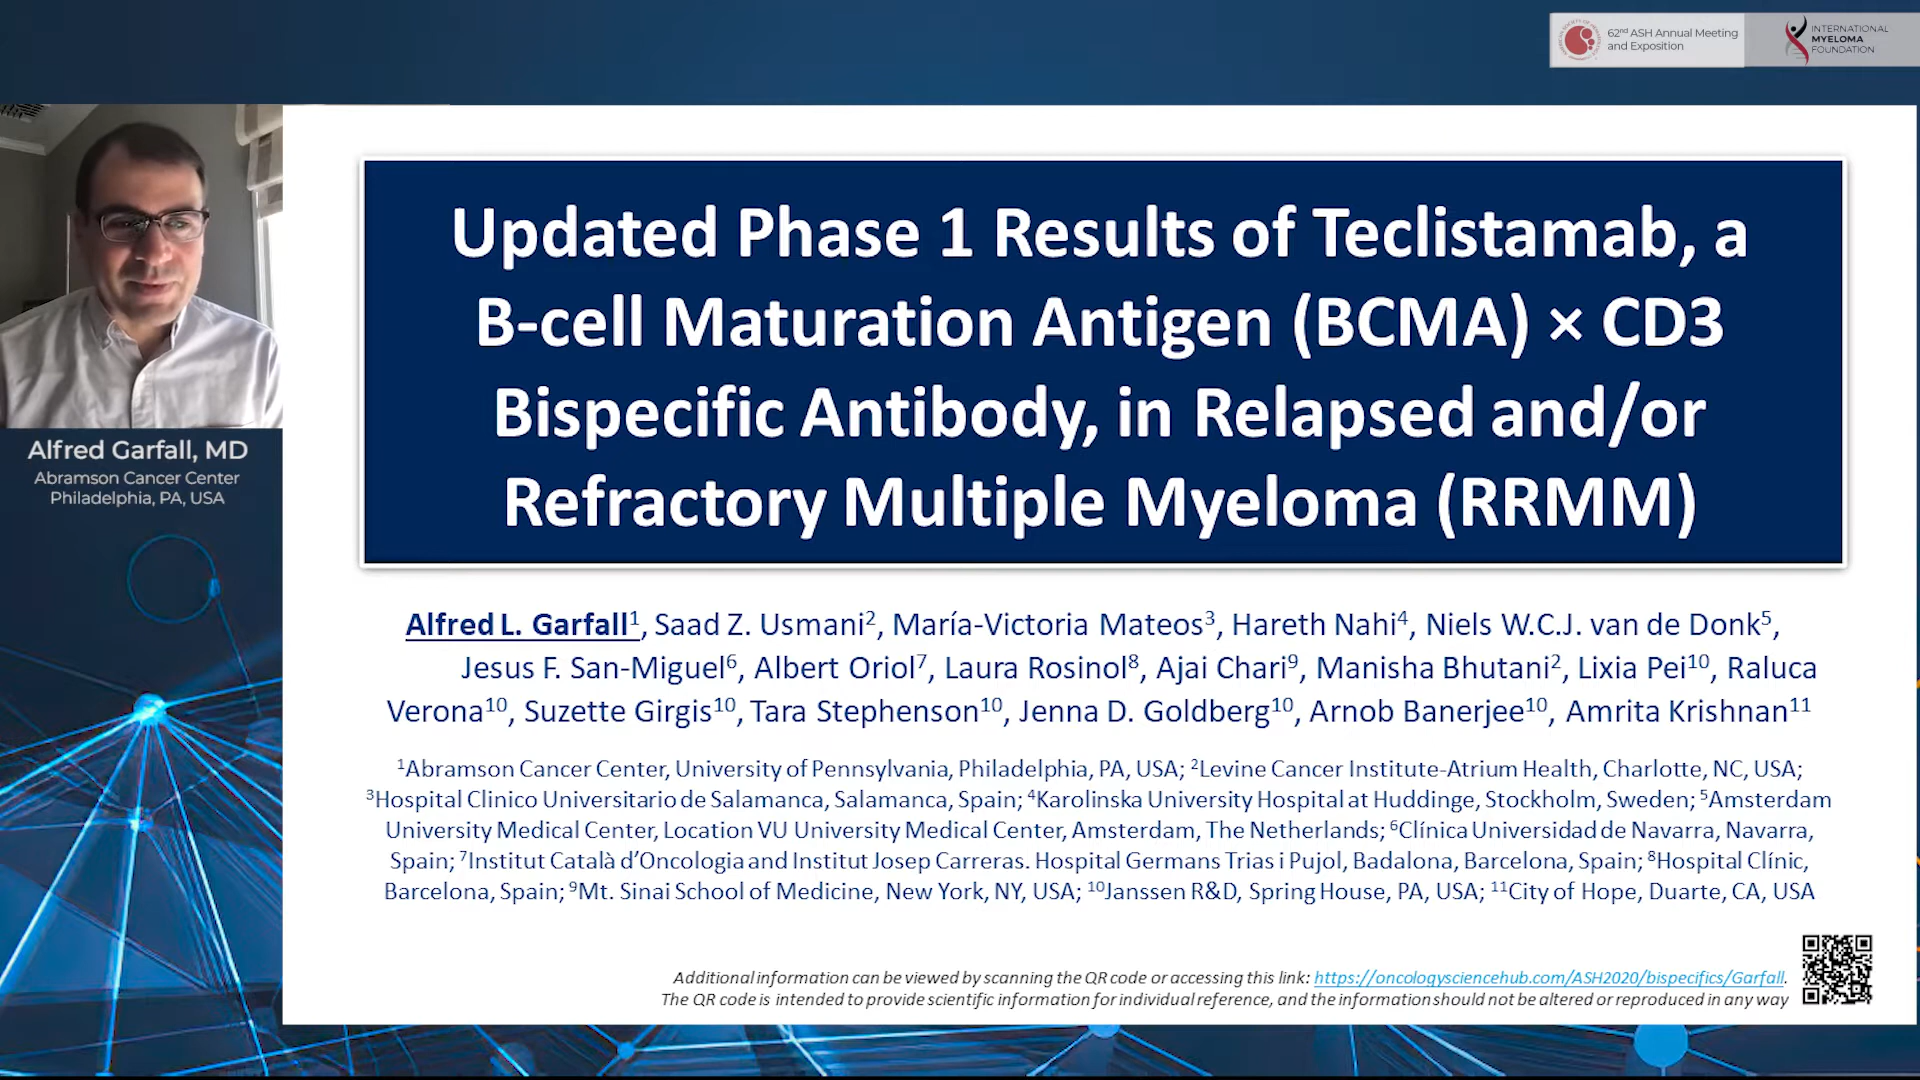 62nd ASH Annual Meeting
and Exposition
INTERNATIONAL
MYELOMA
FOUNDATION
Updated Phase 1 Results of Teclistamab, a
B-cell Maturation Antigen (BCMA) × CD3
Bispecific Antibody, in Relapsed and/or
Refractory Multiple Myeloma (RRMM)
Alfred Garfall, MD
Abramson Cancer Center
Philadelphia, PA, USA
Alfred L. Garfall¹, Saad Z. Usmani², María-Victoria Mateos³, Hareth Nahi⁴, Niels W.C.J. van de Donk⁵,
Jesus F. San-Miguel⁶, Albert Oriol⁷, Laura Rosinol⁸, Ajai Chari⁹, Manisha Bhutani², Lixia Pei¹⁰, Raluca
Verona¹⁰, Suzette Girgis¹⁰, Tara Stephenson¹⁰, Jenna D. Goldberg¹⁰, Arnob Banerjee¹⁰, Amrita Krishnan¹¹
¹Abramson Cancer Center, University of Pennsylvania, Philadelphia, PA, USA; ²Levine Cancer Institute-Atrium Health, Charlotte, NC, USA;
³Hospital Clinico Universitario de Salamanca, Salamanca, Spain; ⁴Karolinska University Hospital at Huddinge, Stockholm, Sweden; ⁵Amsterdam
University Medical Center, Location VU University Medical Center, Amsterdam, The Netherlands; ⁶Clínica Universidad de Navarra, Navarra,
Spain; ⁷Institut Català d’Oncologia and Institut Josep Carreras. Hospital Germans Trias i Pujol, Badalona, Barcelona, Spain; ⁸Hospital Clínic,
Barcelona, Spain; ⁹Mt. Sinai School of Medicine, New York, NY, USA; ¹⁰Janssen R&D, Spring House, PA, USA; ¹¹City of Hope, Duarte, CA, USA
Additional information can be viewed by scanning the QR code or accessing this link: https://oncologysciencehub.com/ASH2020/bispecifics/Garfall.
The QR code is intended to provide scientific information for individual reference, and the information should not be altered or reproduced in any way